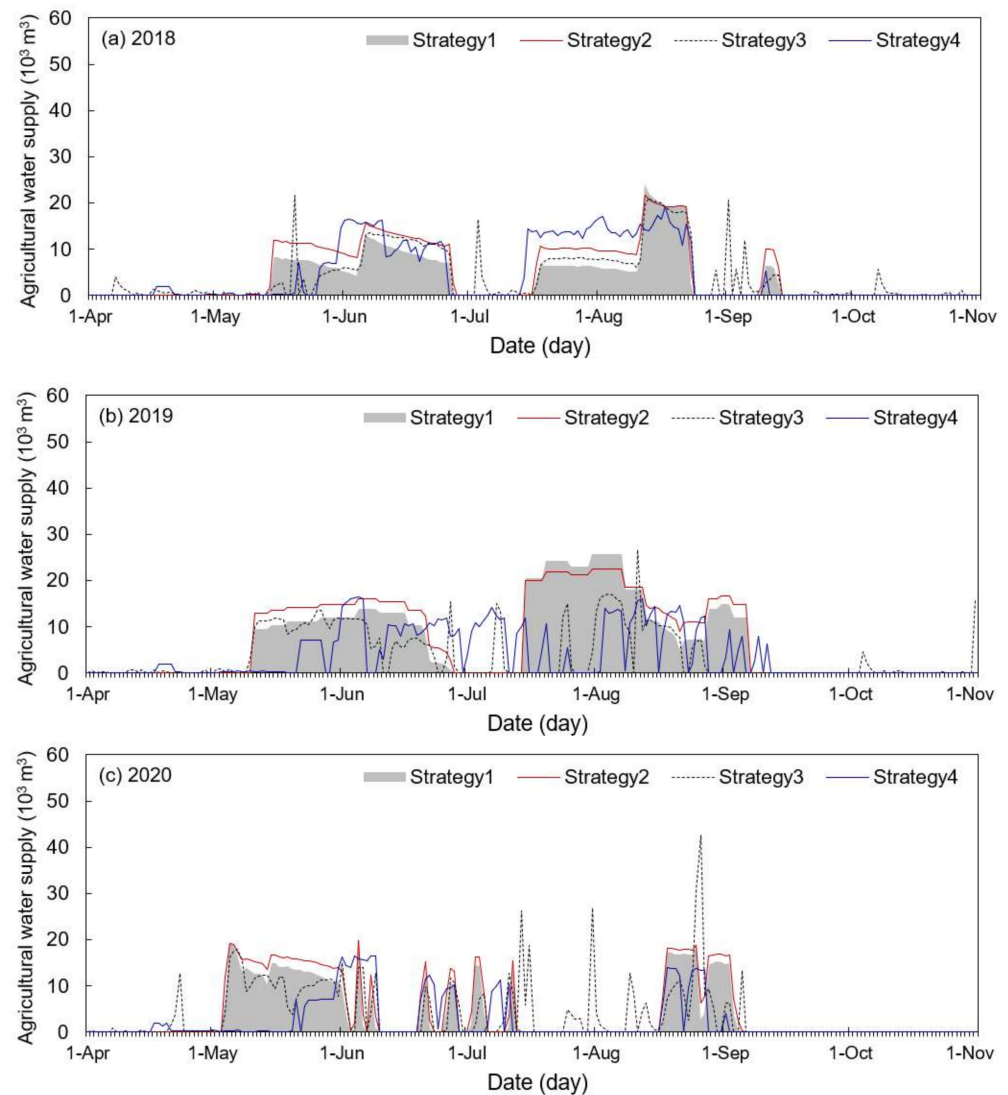 (a) 2018
Strategy1 Strategy2 Strategy3 Strategy4
Agricultural water supply (10³ m³)
60
50
40
30
20
10
0
1-Apr 1-May 1-Jun 1-Jul 1-Aug 1-Sep 1-Oct 1-Nov
Date (day)
(b) 2019
Strategy1 Strategy2 Strategy3 Strategy4
Agricultural water supply (10³ m³)
60
50
40
30
20
10
0
1-Apr 1-May 1-Jun 1-Jul 1-Aug 1-Sep 1-Oct 1-Nov
Date (day)
(c) 2020
Strategy1 Strategy2 Strategy3 Strategy4
Agricultural water supply (10³ m³)
60
50
40
30
20
10
0
1-Apr 1-May 1-Jun 1-Jul 1-Aug 1-Sep 1-Oct 1-Nov
Date (day)